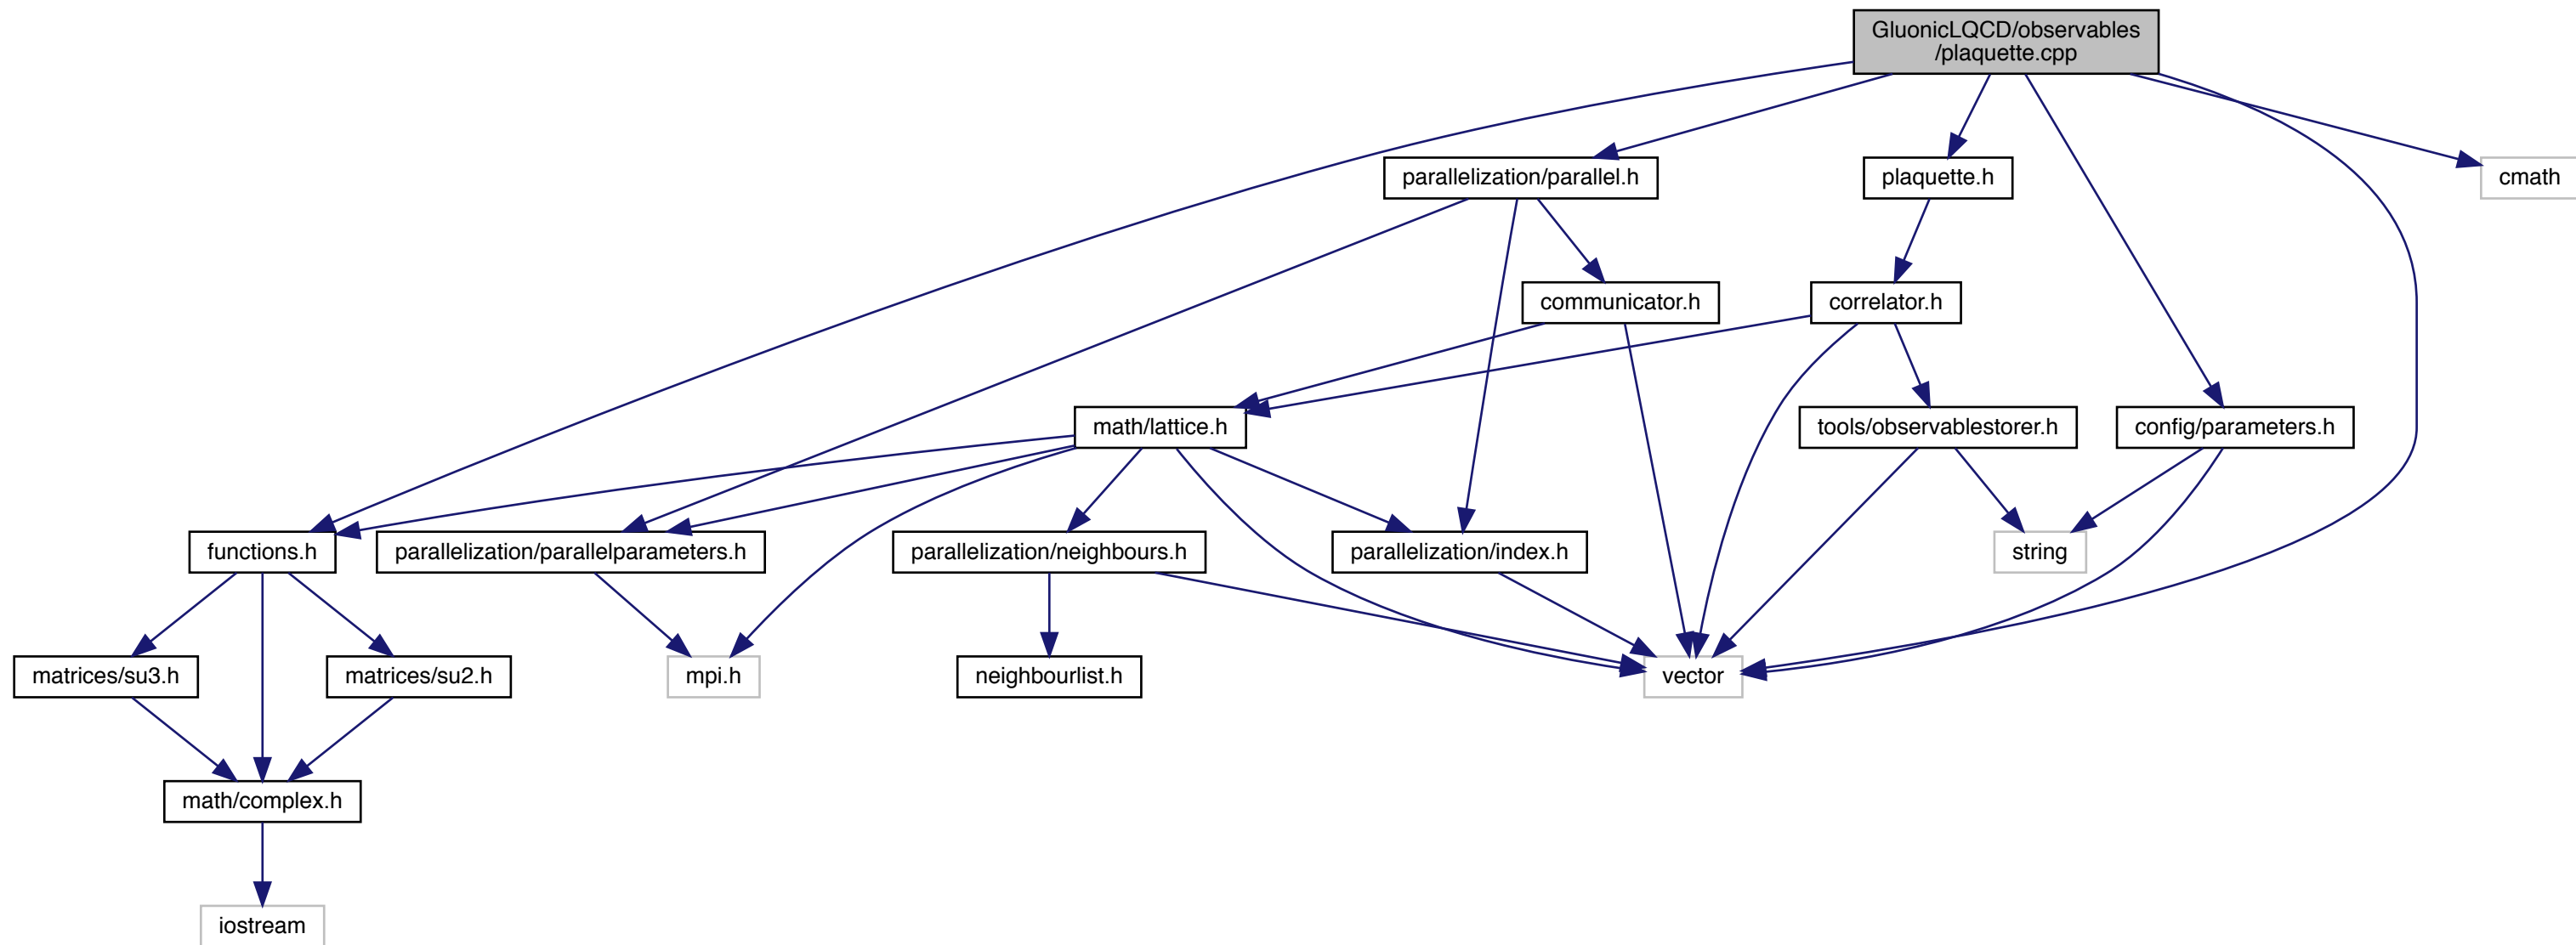 GluonicLQCD/observables
/plaquette.cpp
parallelization/parallel.h
plaquette.h
cmath
communicator.h
correlator.h
math/lattice.h
tools/observablestorer.h
config/parameters.h
functions.h
parallelization/parallelparameters.h
parallelization/neighbours.h
parallelization/index.h
string
matrices/su3.h
matrices/su2.h
mpi.h
neighbourlist.h
vector
math/complex.h
iostream